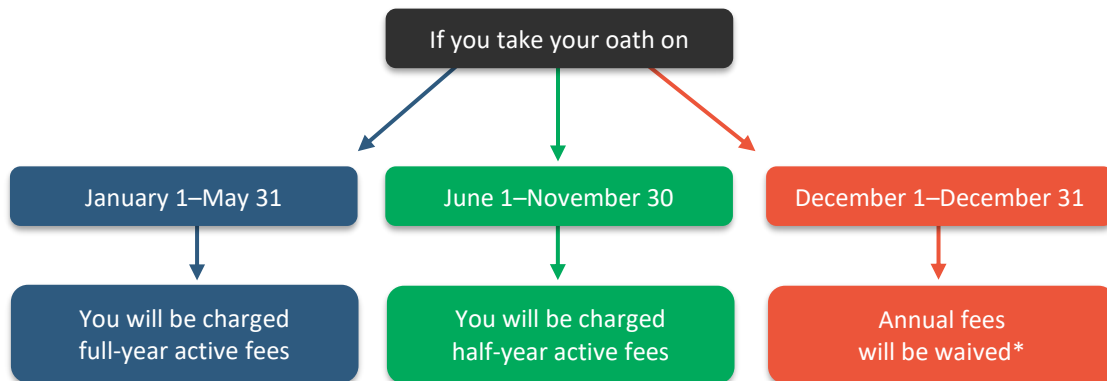 If you take your oath on
January 1–May 31
June 1–November 30
December 1–December 31
You will be charged
full-year active fees
You will be charged
half-year active fees
Annual fees
will be waived*